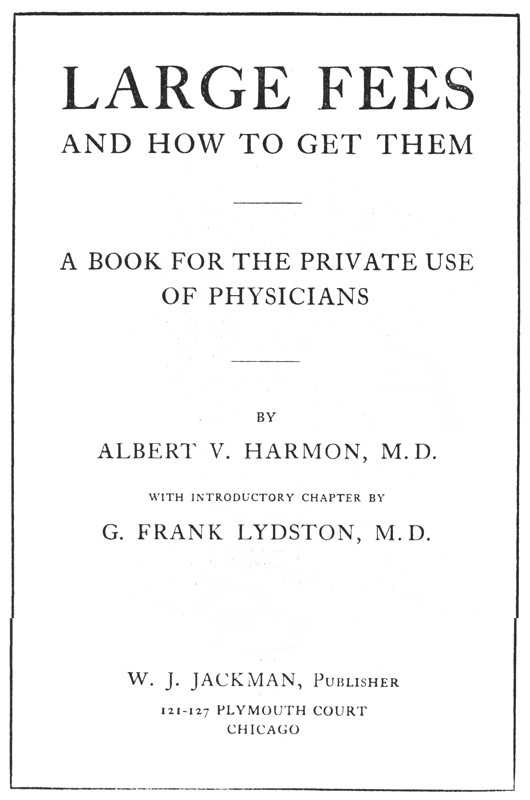 LARGE FEES
AND HOW TO GET THEM
A BOOK FOR THE PRIVATE USE
OF PHYSICIANS
BY
ALBERT V. HARMON, M.D.
WITH INTRODUCTORY CHAPTER BY
G. FRANK LYDSTON, M.D.
W. J. JACKMAN, PUBLISHER
121-127 PLYMOUTH COURT
CHICAGO